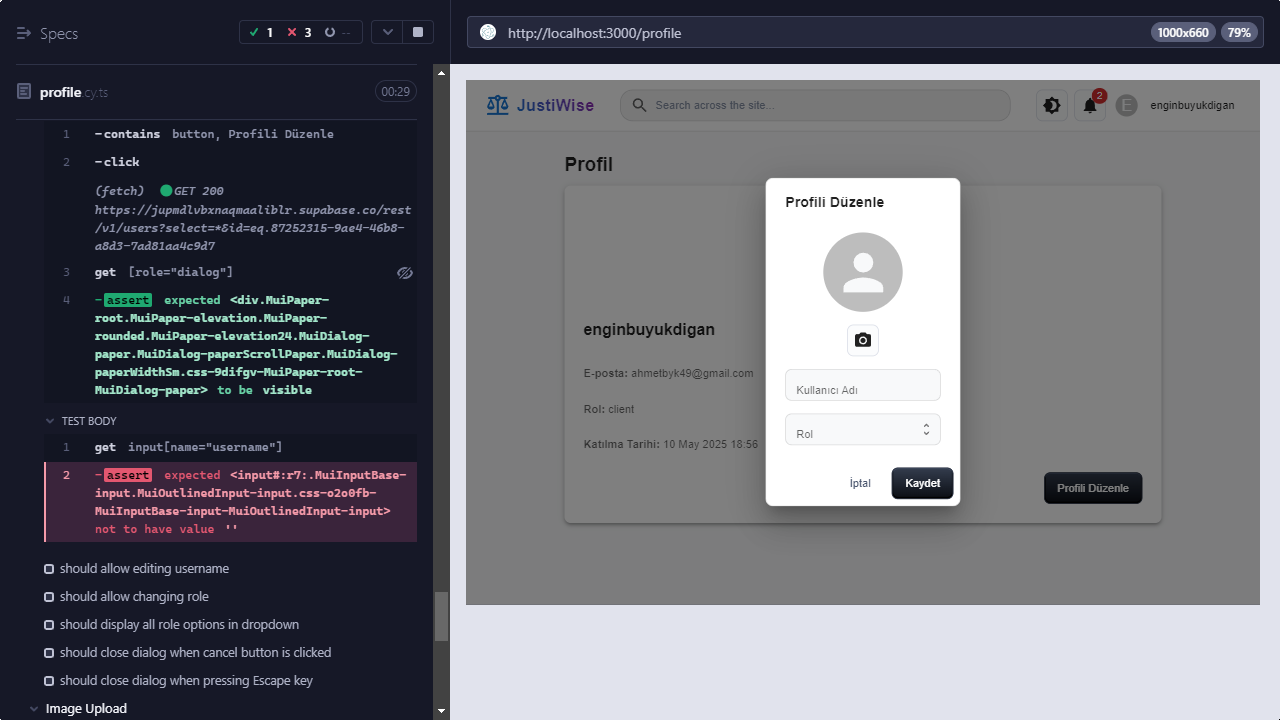 Specs
1
3
--
http://localhost:3000/profile
1000x660
79%
profile.cy.ts
00:29
1 -contains button, Profili Düzenle
2 -click
(fetch) GET 200
https://jupmdlvbxnaqmaaliblr.supabase.co/rest
/v1/users?select=*&id=eq.87252315-9ae4-46b8-
a8d3-7ad81aa4c9d7
3 get [role="dialog"]
4 -assert expected <div.MuiPaper-
root.MuiPaper-elevation.MuiPaper-
rounded.MuiPaper-elevation24.MuiDialog-
paper.MuiDialog-paperScrollPaper.MuiDialog-
paperWidthSm.css-9difgv-MuiPaper-root-
MuiDialog-paper> to be visible
TEST BODY
1 get input[name="username"]
2 -assert expected <input#:r7:.MuiInputBase-
input.MuiOutlinedInput-input.css-o2o0fb-
MuiInputBase-input-MuiOutlinedInput-input>
not to have value ''
should allow editing username
should allow changing role
should display all role options in dropdown
should close dialog when cancel button is clicked
should close dialog when pressing Escape key
Image Upload
JustiWise
Search across the site...
2
E
enginbuyukdigan
Profil
enginbuyukdigan
E-posta: ahmetbyk49@gmail.com
Rol: client
Katılma Tarihi: 10 May 2025 18:56
Profili Düzenle
Profili Düzenle
Kullanıcı Adı
Rol
İptal
Kaydet